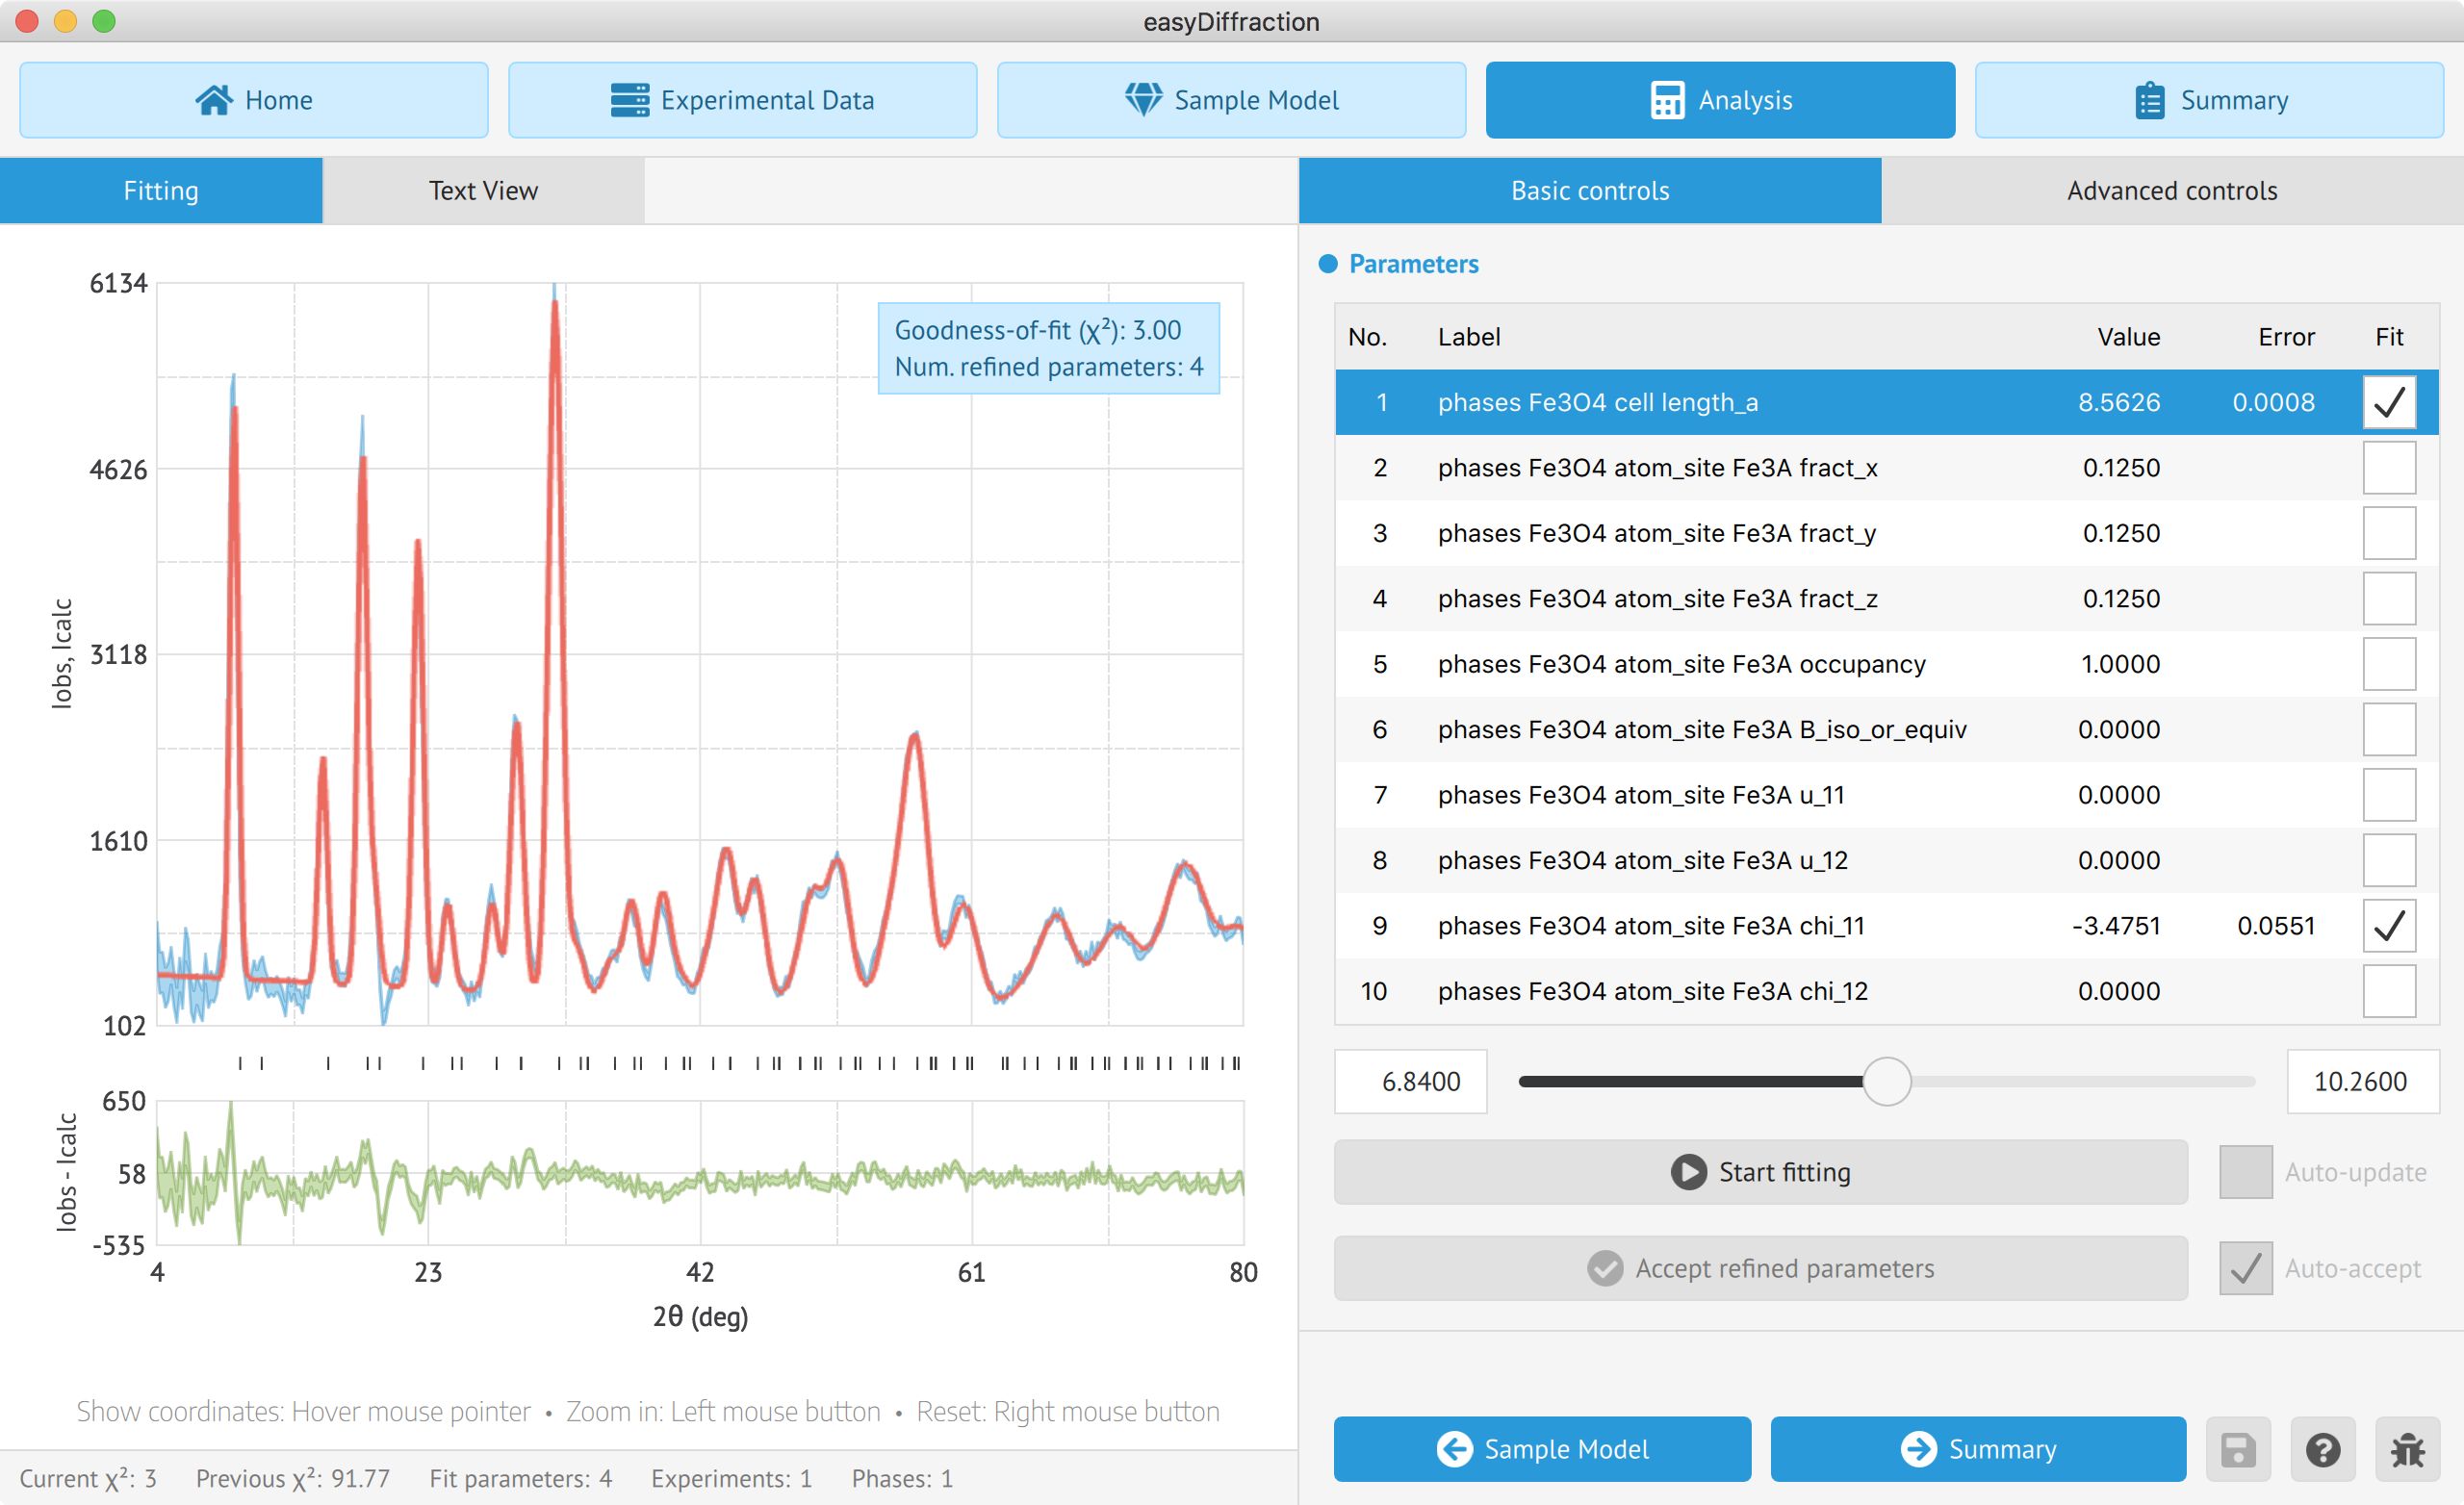 easyDiffraction
Home
Experimental Data
Sample Model
Analysis
Summary
Fitting
Text View
Basic controls
Advanced controls
6134
4626
3118
1610
102
Iobs, Icalc
Goodness-of-fit (χ²): 3.00
Num. refined parameters: 4
650
58
-535
Iobs - Icalc
4 23 42 61 80
2θ (deg)
Show coordinates: Hover mouse pointer • Zoom in: Left mouse button • Reset: Right mouse button
Current χ²: 3 Previous χ²: 91.77 Fit parameters: 4 Experiments: 1 Phases: 1
Parameters
No. Label Value Error Fit
1 phases Fe3O4 cell length_a 8.5626 0.0008
2 phases Fe3O4 atom_site Fe3A fract_x 0.1250
3 phases Fe3O4 atom_site Fe3A fract_y 0.1250
4 phases Fe3O4 atom_site Fe3A fract_z 0.1250
5 phases Fe3O4 atom_site Fe3A occupancy 1.0000
6 phases Fe3O4 atom_site Fe3A B_iso_or_equiv 0.0000
7 phases Fe3O4 atom_site Fe3A u_11 0.0000
8 phases Fe3O4 atom_site Fe3A u_12 0.0000
9 phases Fe3O4 atom_site Fe3A chi_11 -3.4751 0.0551
10 phases Fe3O4 atom_site Fe3A chi_12 0.0000
6.8400
10.2600
Start fitting
Auto-update
Accept refined parameters
Auto-accept
Sample Model
Summary